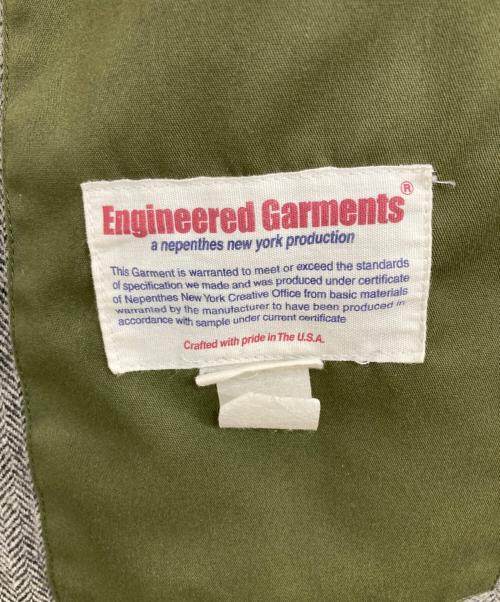 Engineered Garments®
a nepenthes new york production
This Garment is warranted to meet or exceed the standards
of specification we made and was produced under certificate
of Nepenthes New York Creative Office from basic materials
warranted by the manufacturer to have been produced in
accordance with sample under current certificate
Crafted with pride in The U.S.A.